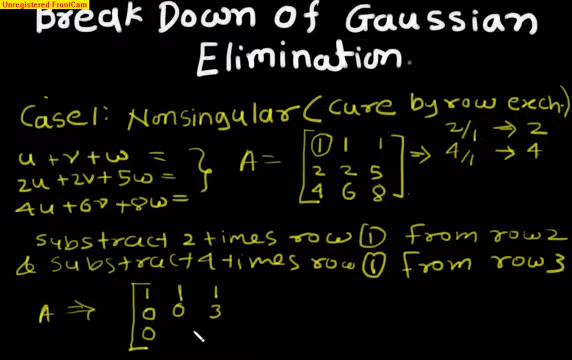 Unregistered FrontCam
Break Down of Gaussian
Elimination.
Case1: Nonsingular (cure by row exch.)
u + v + w =
2u + 2v + 5w =
4u + 6v + 8w =
A = [ 1 1 1
2 2 5
4 6 8 ] ⇒ 2/1 → 2
4/1 → 4
substract 2 times row ① from row 2
& substract 4 times row ① from row 3
A ⇒ [ 1 1 1
0 0 3
0